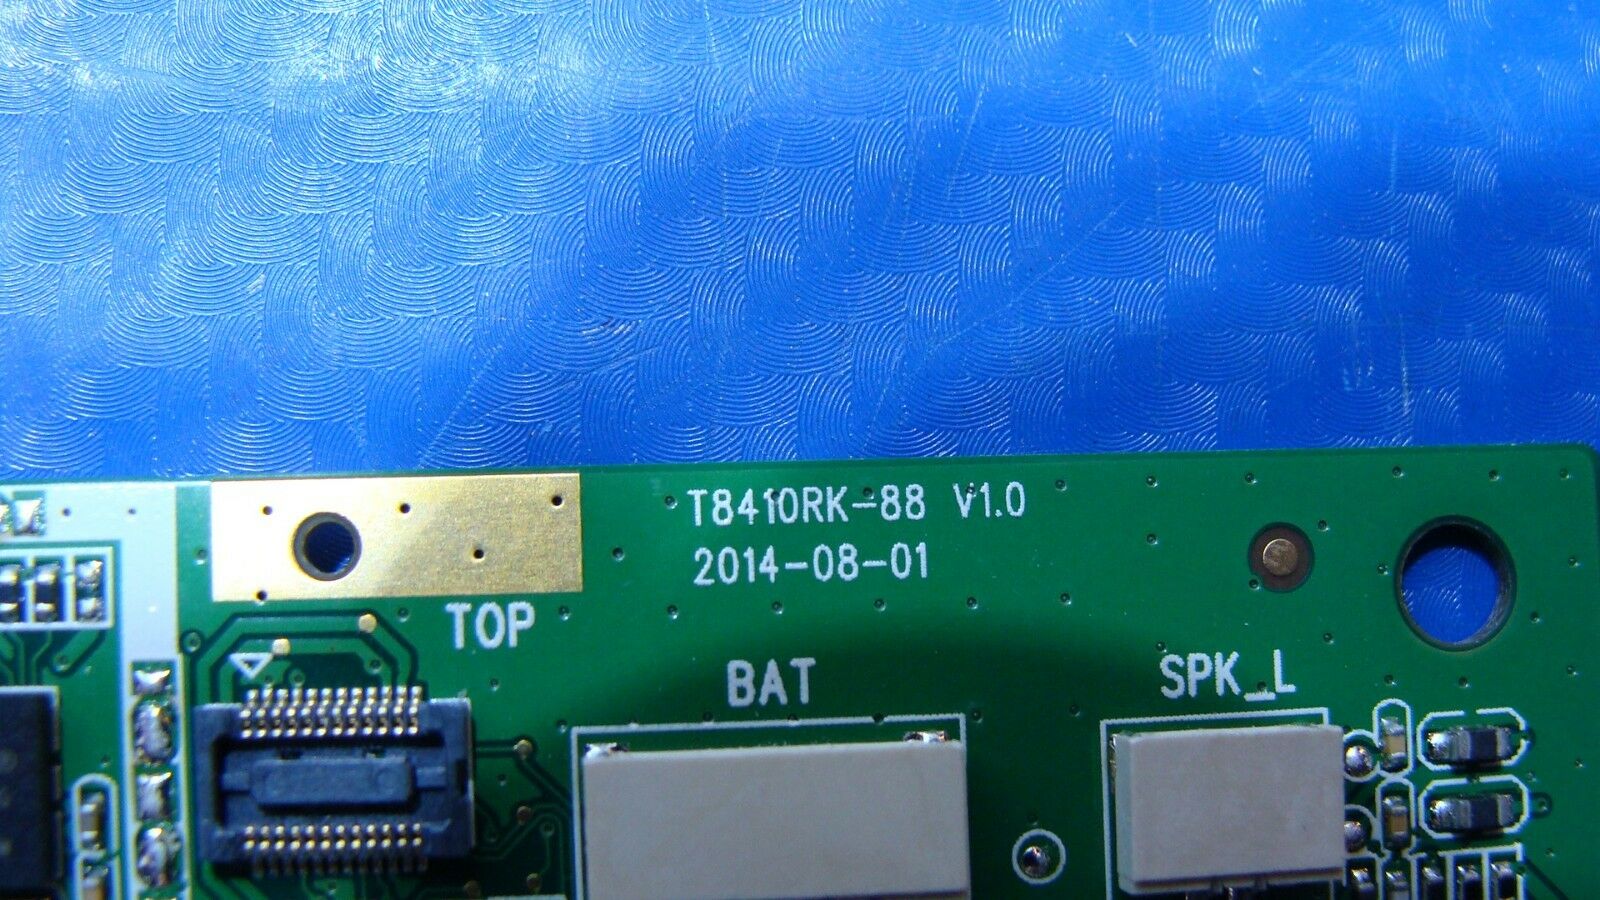 T8410RK-88 V1.0
2014-08-01
TOP
BAT
SPK_L